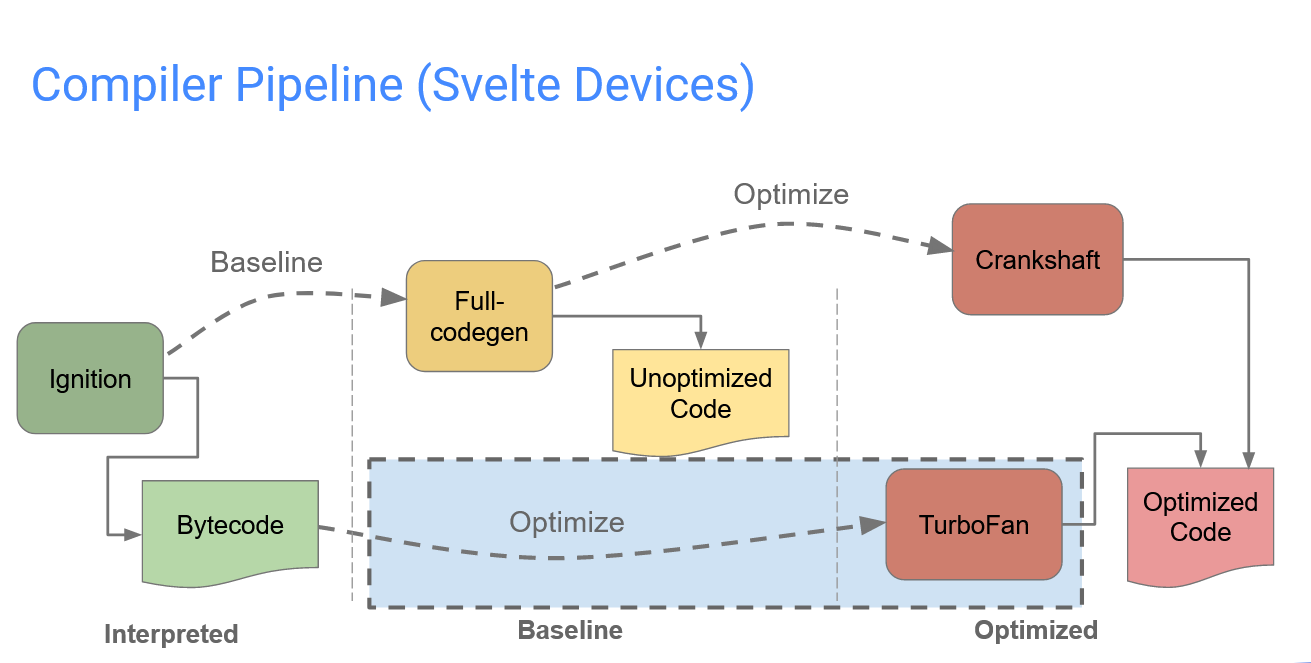 Compiler Pipeline (Svelte Devices)
Optimize
Baseline
Crankshaft
Full-
codegen
Ignition
Unoptimized
Code
Optimize
Bytecode
TurboFan
Optimized
Code
Interpreted
Baseline
Optimized